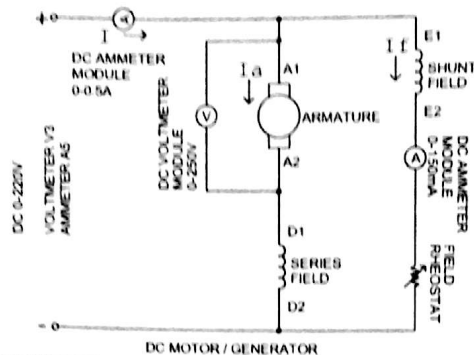 +
A
I
DC AMMETER
MODULE
0-0.5A
DC 0-220V
VOLTMETER V3
AMMETER A5
DC VOLTMETER
MODULE
0-250V
V
Ia
A1
ARMATURE
A2
D1
SERIES
FIELD
D2
If
E1
SHUNT
FIELD
E2
DC AMMETER
MODULE
0-150mA
A
FIELD
RHEOSTAT
-
DC MOTOR / GENERATOR